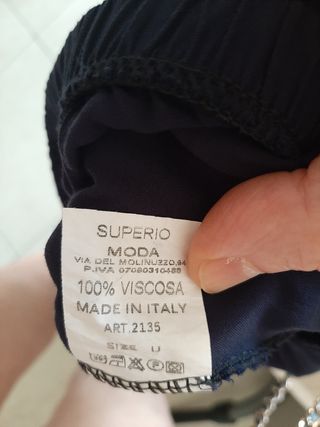 SUPERIO
MODA
VIA DEL MOLINUZZO,94
P.IVA 07080310488
100% VISCOSA
MADE IN ITALY
ART.2135
SIZE U